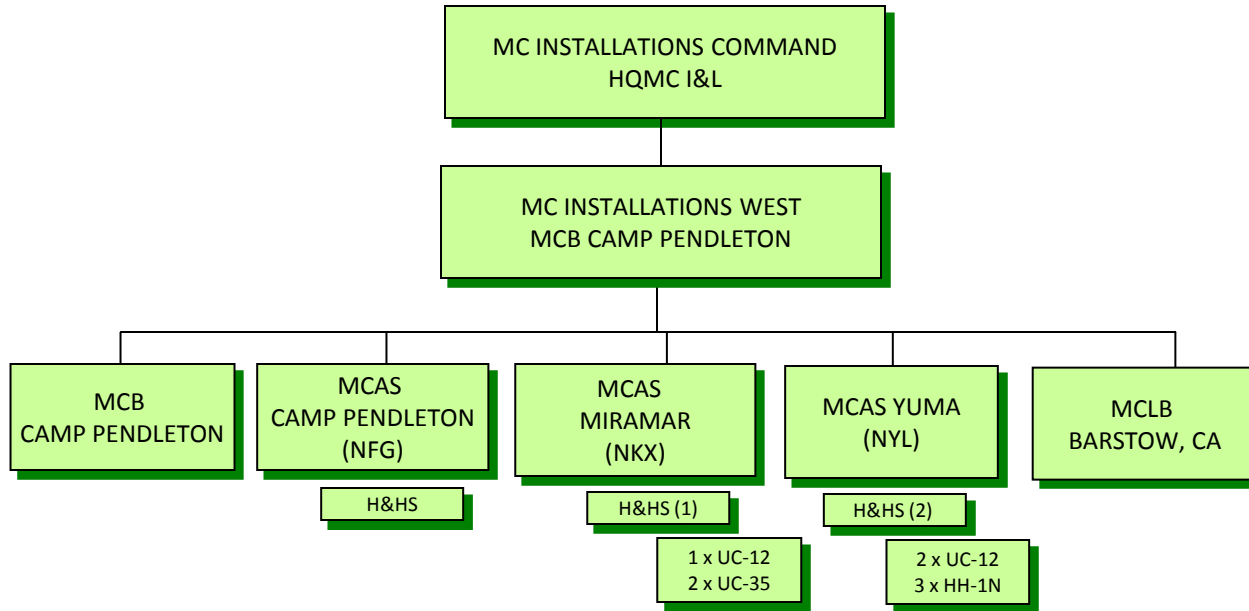 MC INSTALLATIONS COMMAND
HQMC I&L
MC INSTALLATIONS WEST
MCB CAMP PENDLETON
MCB
CAMP PENDLETON
MCAS
CAMP PENDLETON
(NFG)
H&HS
MCAS
MIRAMAR
(NKX)
H&HS (1)
1 x UC-12
2 x UC-35
MCAS YUMA
(NYL)
H&HS (2)
2 x UC-12
3 x HH-1N
MCLB
BARSTOW, CA